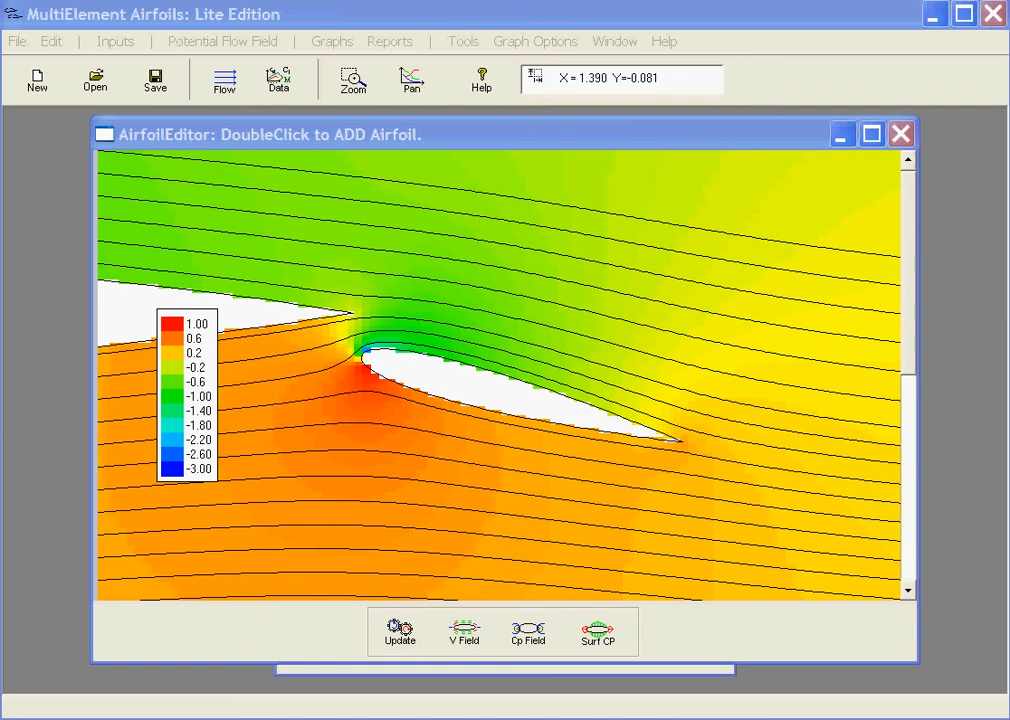 MultiElement Airfoils: Lite Edition
File Edit | Inputs | Potential Flow Field | Graphs Reports | Tools Graph Options Window Help
New Open Save Flow Data Zoom Pan Help X = 1.390 Y=-0.081
AirfoilEditor: DoubleClick to ADD Airfoil.
1.00
0.6
0.2
-0.2
-0.6
-1.00
-1.40
-1.80
-2.20
-2.60
-3.00
Update V Field Cp Field Surf CP